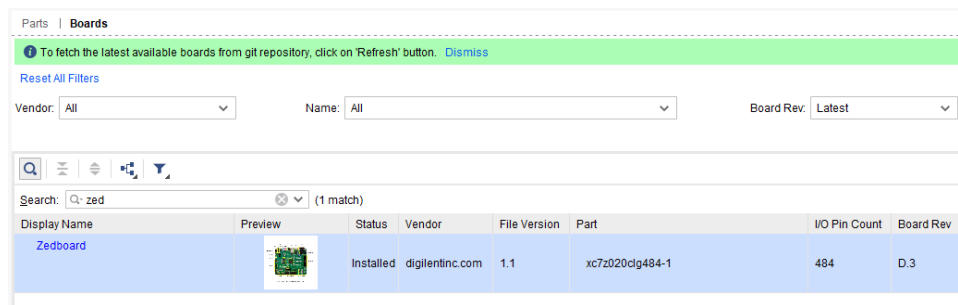 Parts | Boards
To fetch the latest available boards from git repository, click on 'Refresh' button. Dismiss
Reset All Filters
Vendor: All Name: All Board Rev: Latest
Search: zed (1 match)
Display Name Preview Status Vendor File Version Part I/O Pin Count Board Rev
Zedboard Installed digilentinc.com 1.1 xc7z020clg484-1 484 D.3